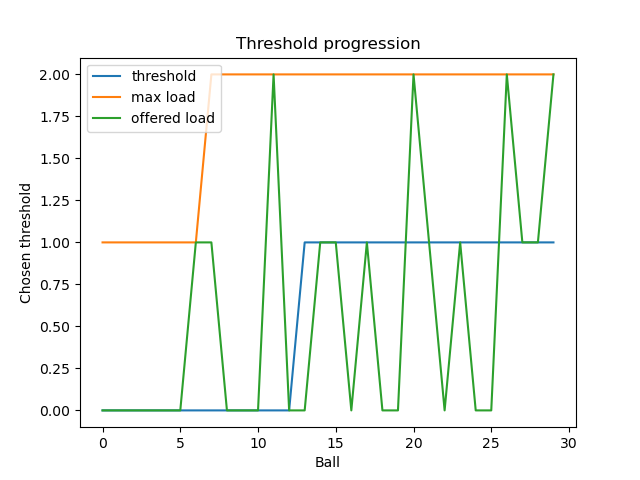 Threshold progression
threshold
max load
offered load
Chosen threshold
2.00
1.75
1.50
1.25
1.00
0.75
0.50
0.25
0.00
0 5 10 15 20 25 30
Ball